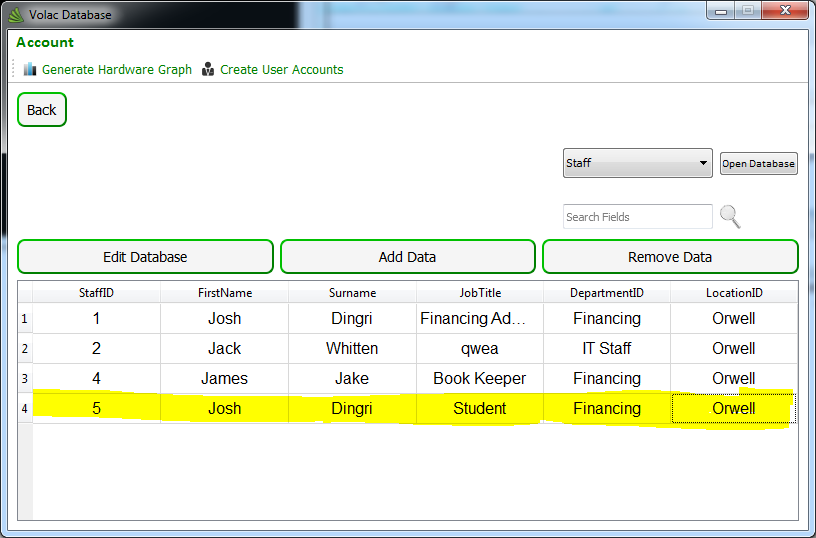 Volac Database
Account
Generate Hardware Graph Create User Accounts
Back
Staff Open Database
Search Fields
Edit Database Add Data Remove Data
StaffID FirstName Surname JobTitle DepartmentID LocationID
1 1 Josh Dingri Financing Ad... Financing Orwell
2 2 Jack Whitten qwea IT Staff Orwell
3 4 James Jake Book Keeper Financing Orwell
4 5 Josh Dingri Student Financing Orwell